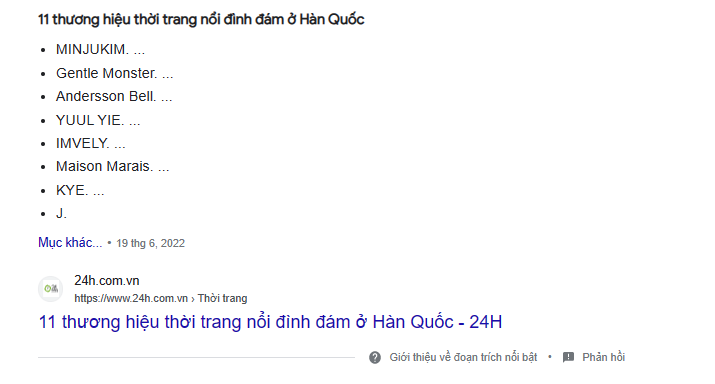 11 thương hiệu thời trang nổi đình đám ở Hàn Quốc
MINJUKIM. ...
Gentle Monster. ...
Andersson Bell. ...
YUUL YIE. ...
IMVELY. ...
Maison Marais. ...
KYE. ...
J.
Mục khác... • 19 thg 6, 2022
24h.com.vn
https://www.24h.com.vn › Thời trang
11 thương hiệu thời trang nổi đình đám ở Hàn Quốc - 24H
Giới thiệu về đoạn trích nổi bật • Phản hồi